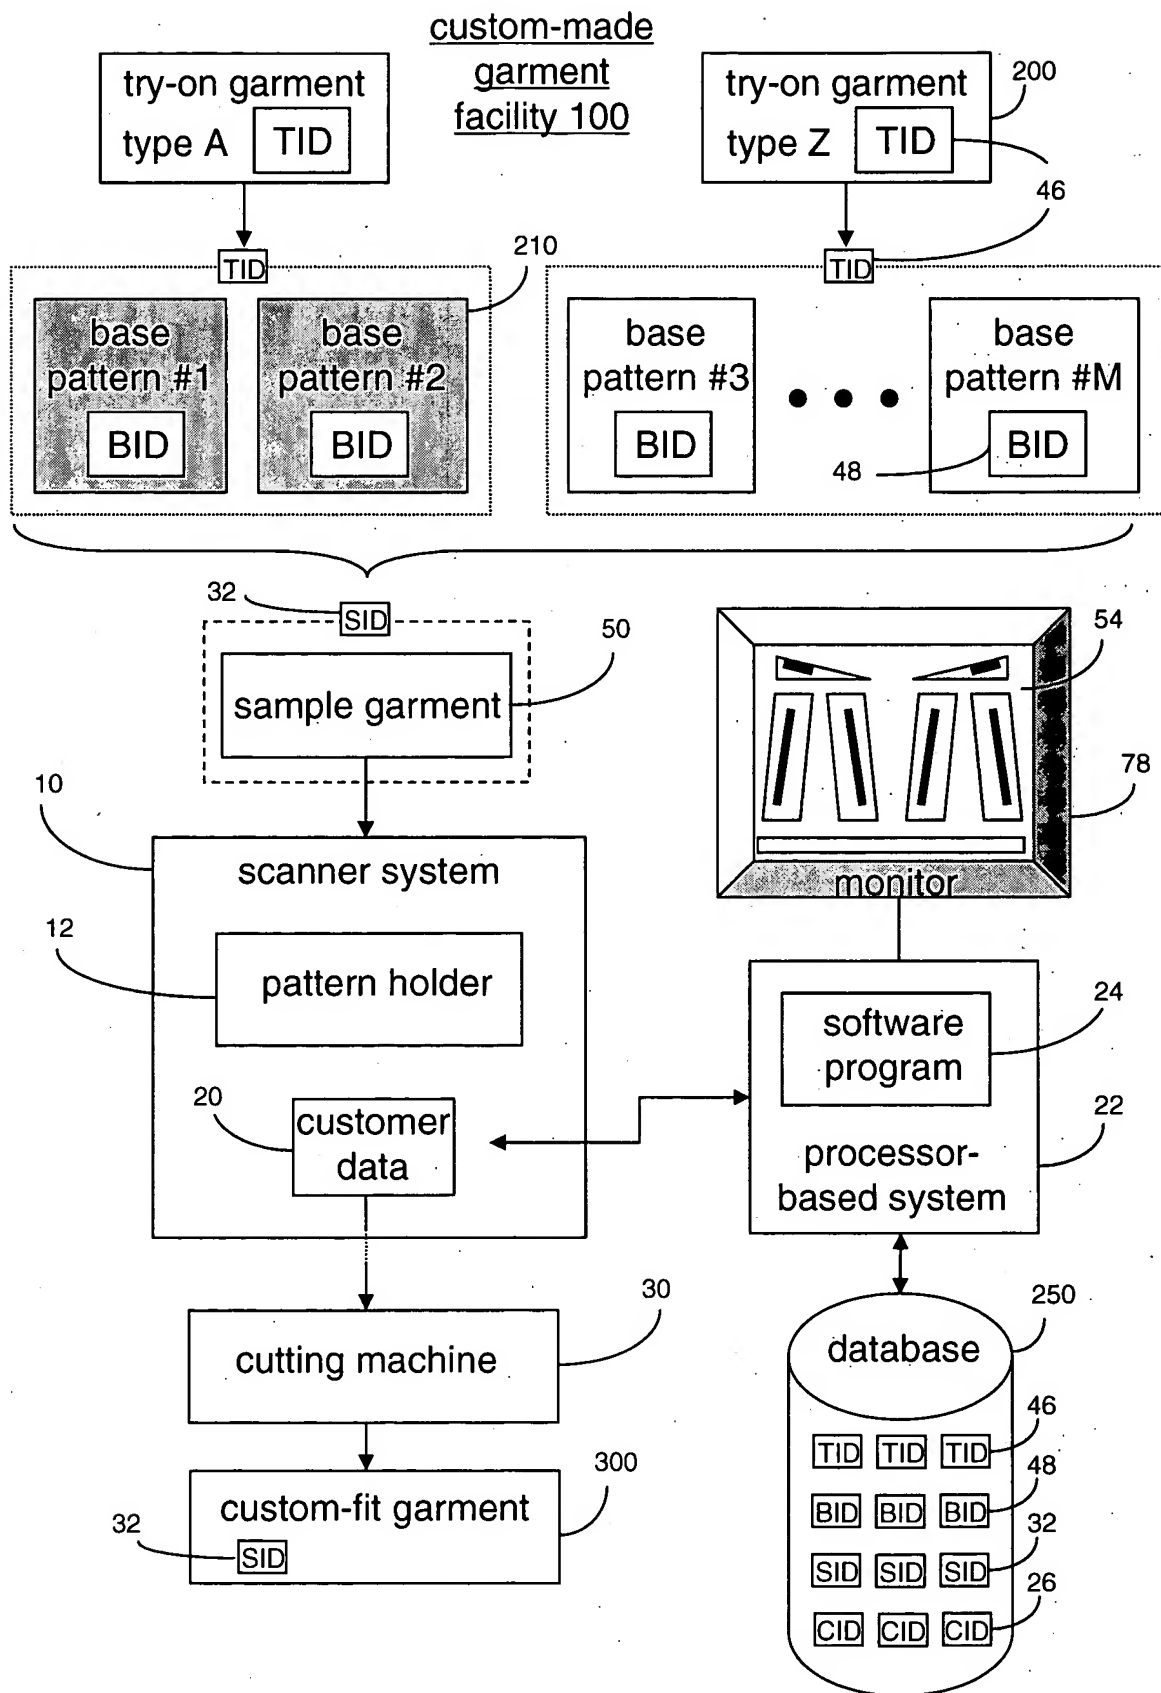 custom-made
garment
facility 100
try-on garment
type A
TID
try-on garment
type Z
TID
200
46
TID
210
TID
base
pattern #1
BID
base
pattern #2
BID
base
pattern #3
BID
base
pattern #M
BID
48
32
SID
50
sample garment
54
78
monitor
10
scanner system
12
pattern holder
20
customer
data
24
software
program
22
processor-
based system
30
cutting machine
250
database
46
TID TID TID
48
BID BID BID
32
SID SID SID
26
CID CID CID
300
custom-fit garment
32
SID